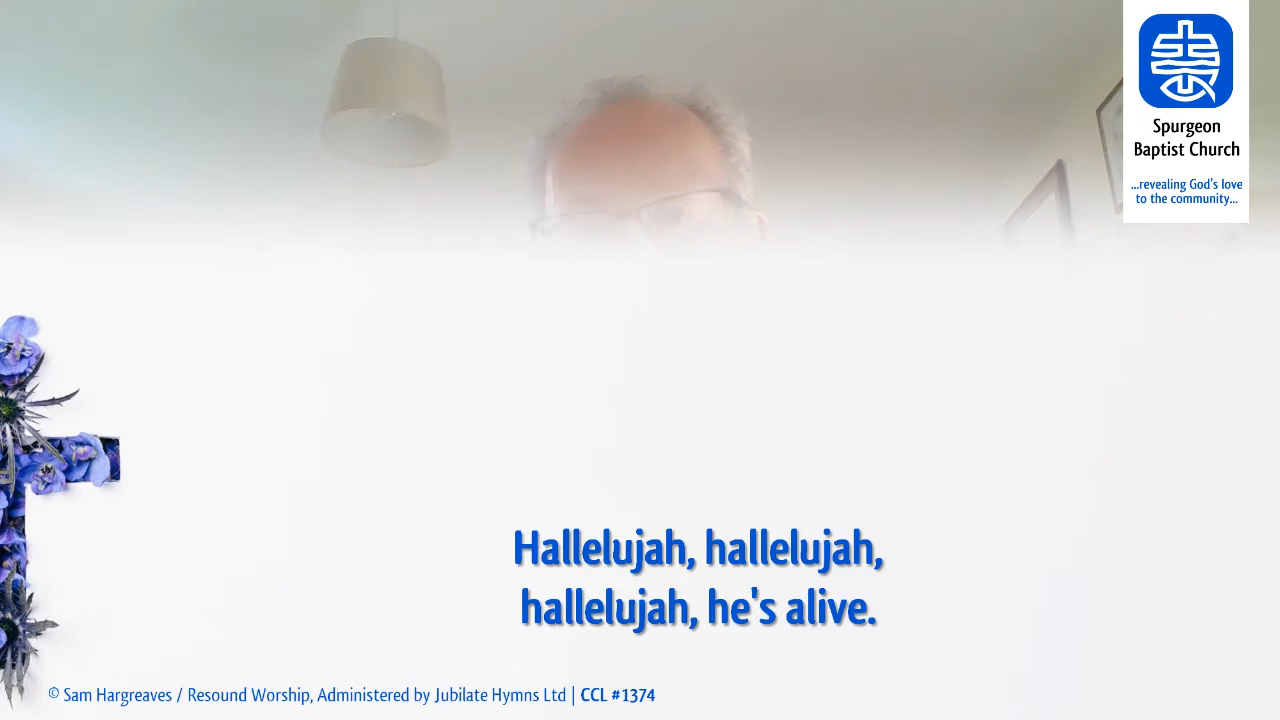 Spurgeon
Baptist Church
...revealing God's love
to the community...
Hallelujah, hallelujah,
hallelujah, he's alive.
© Sam Hargreaves / Resound Worship, Administered by Jubilate Hymns Ltd | CCL #1374